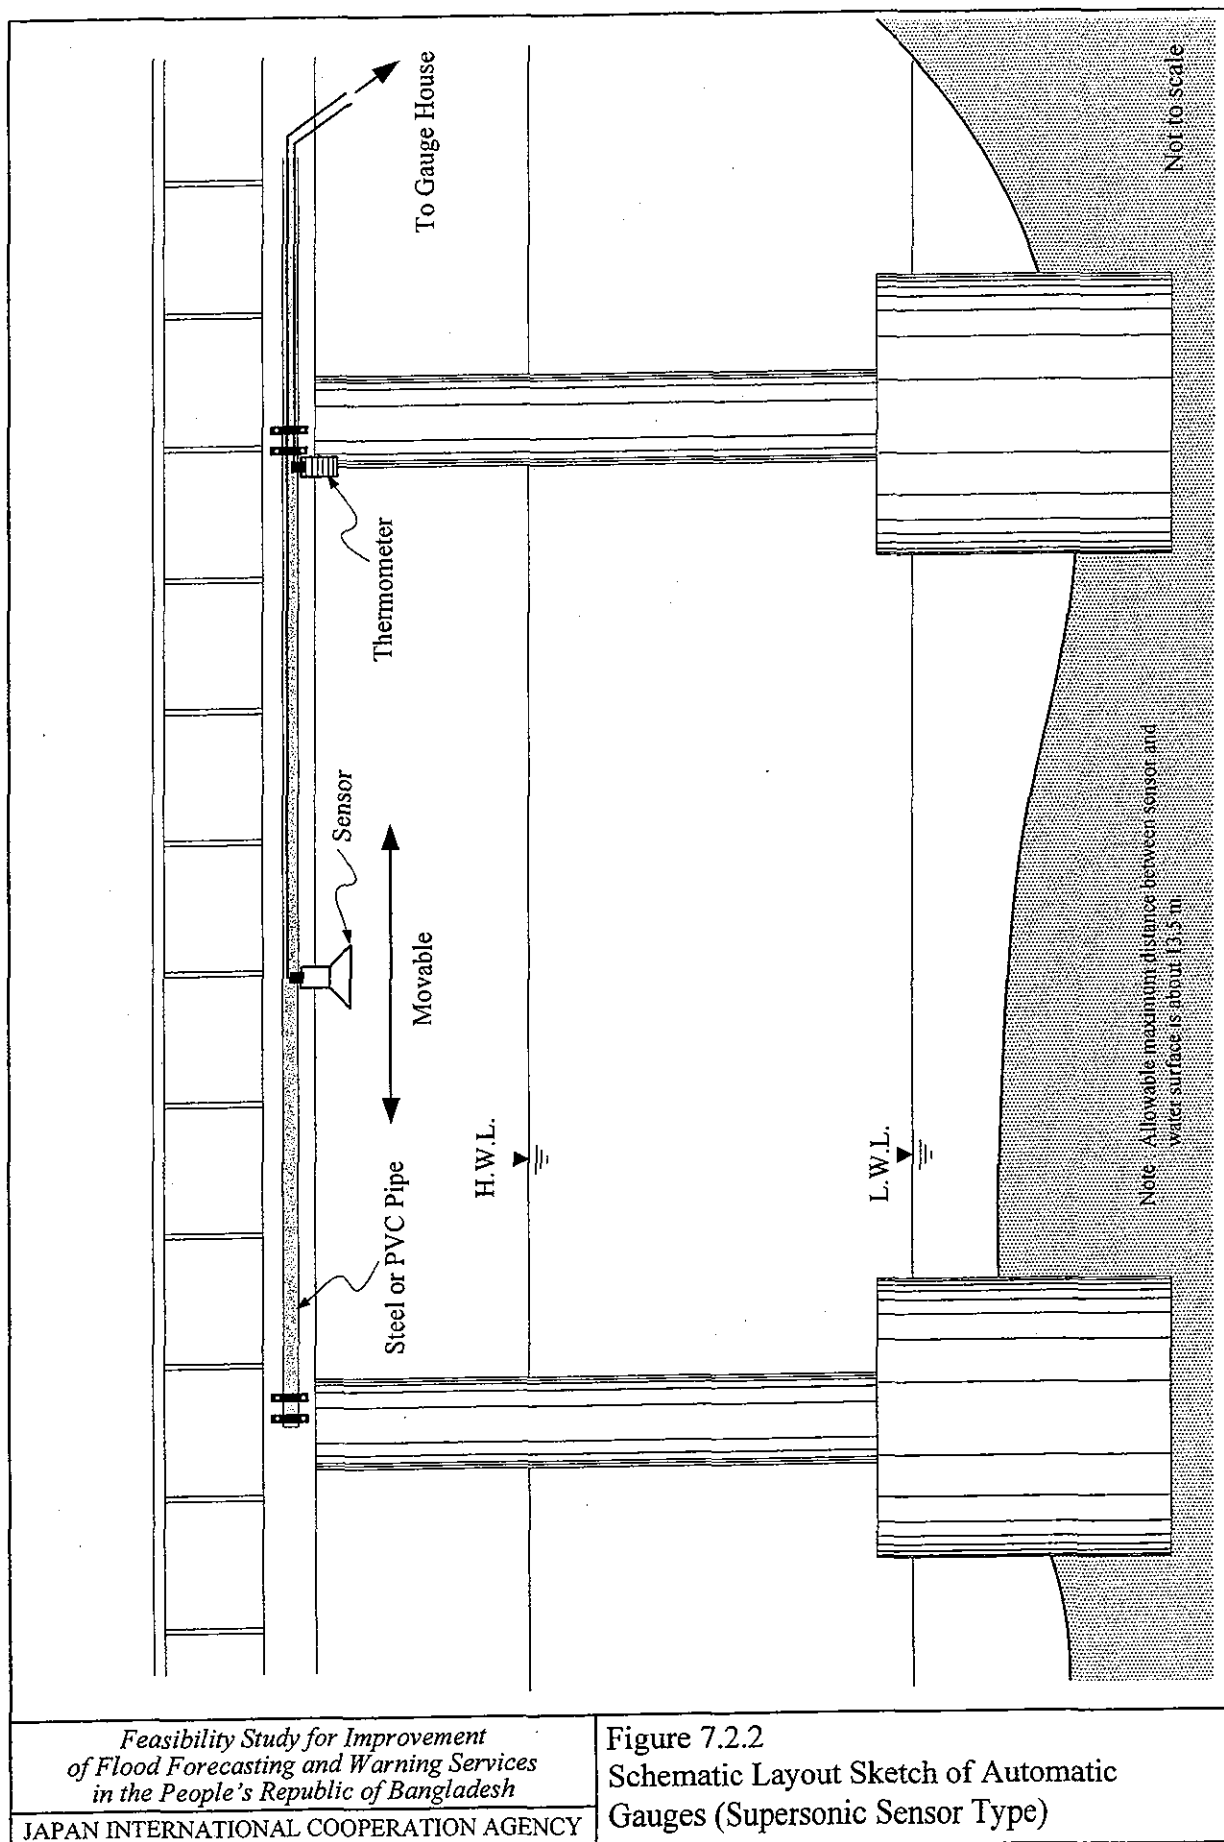 To Gauge House
Not to scale
Thermometer
Sensor
Movable
Steel or PVC Pipe
H.W.L.
L.W.L.
Note : Allowable maximum distance between sensor and
water surface is about 13.5 m
Feasibility Study for Improvement
of Flood Forecasting and Warning Services
in the People's Republic of Bangladesh
JAPAN INTERNATIONAL COOPERATION AGENCY
Figure 7.2.2
Schematic Layout Sketch of Automatic
Gauges (Supersonic Sensor Type)